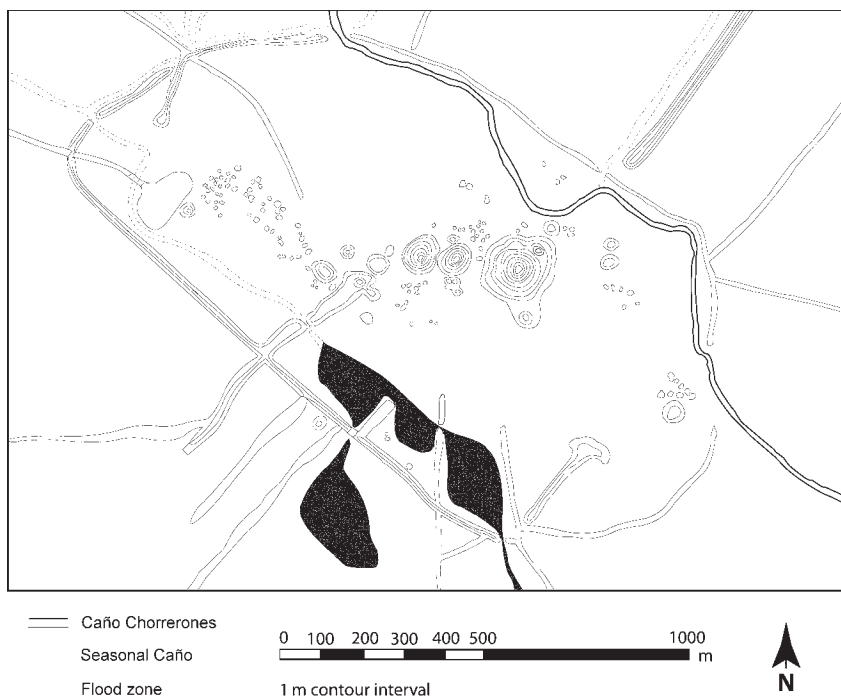 Caño Chorrerones
Seasonal Caño
Flood zone
0 100 200 300 400 500 1000
m
1 m contour interval
N